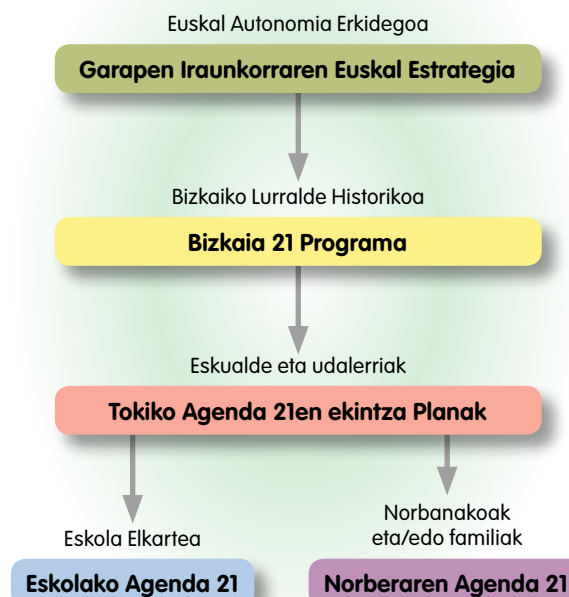 Euskal Autonomia Erkidegoa
Garapen Iraunkorraren Euskal Estrategia
Bizkaiko Lurralde Historikoa
Bizkaia 21 Programa
Eskualde eta udalerriak
Tokiko Agenda 21en ekintza Planak
Eskola Elkartea
Eskolako Agenda 21
Norbanakoak
eta/edo familiak
Norberaren Agenda 21